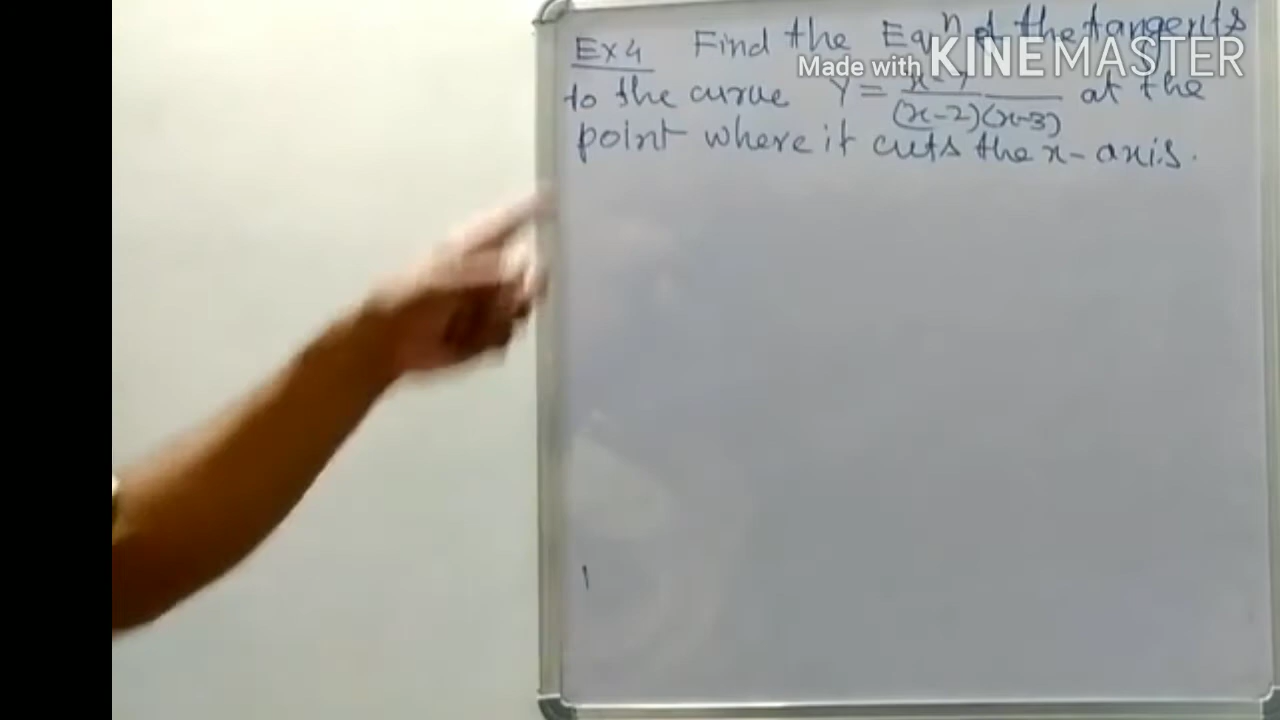 Ex 4 Find the Eqn of the tangents
Made with KINEMASTER
to the curve y = x-7 / (x-2)(x-3) at the
point where it cuts the x-axis.